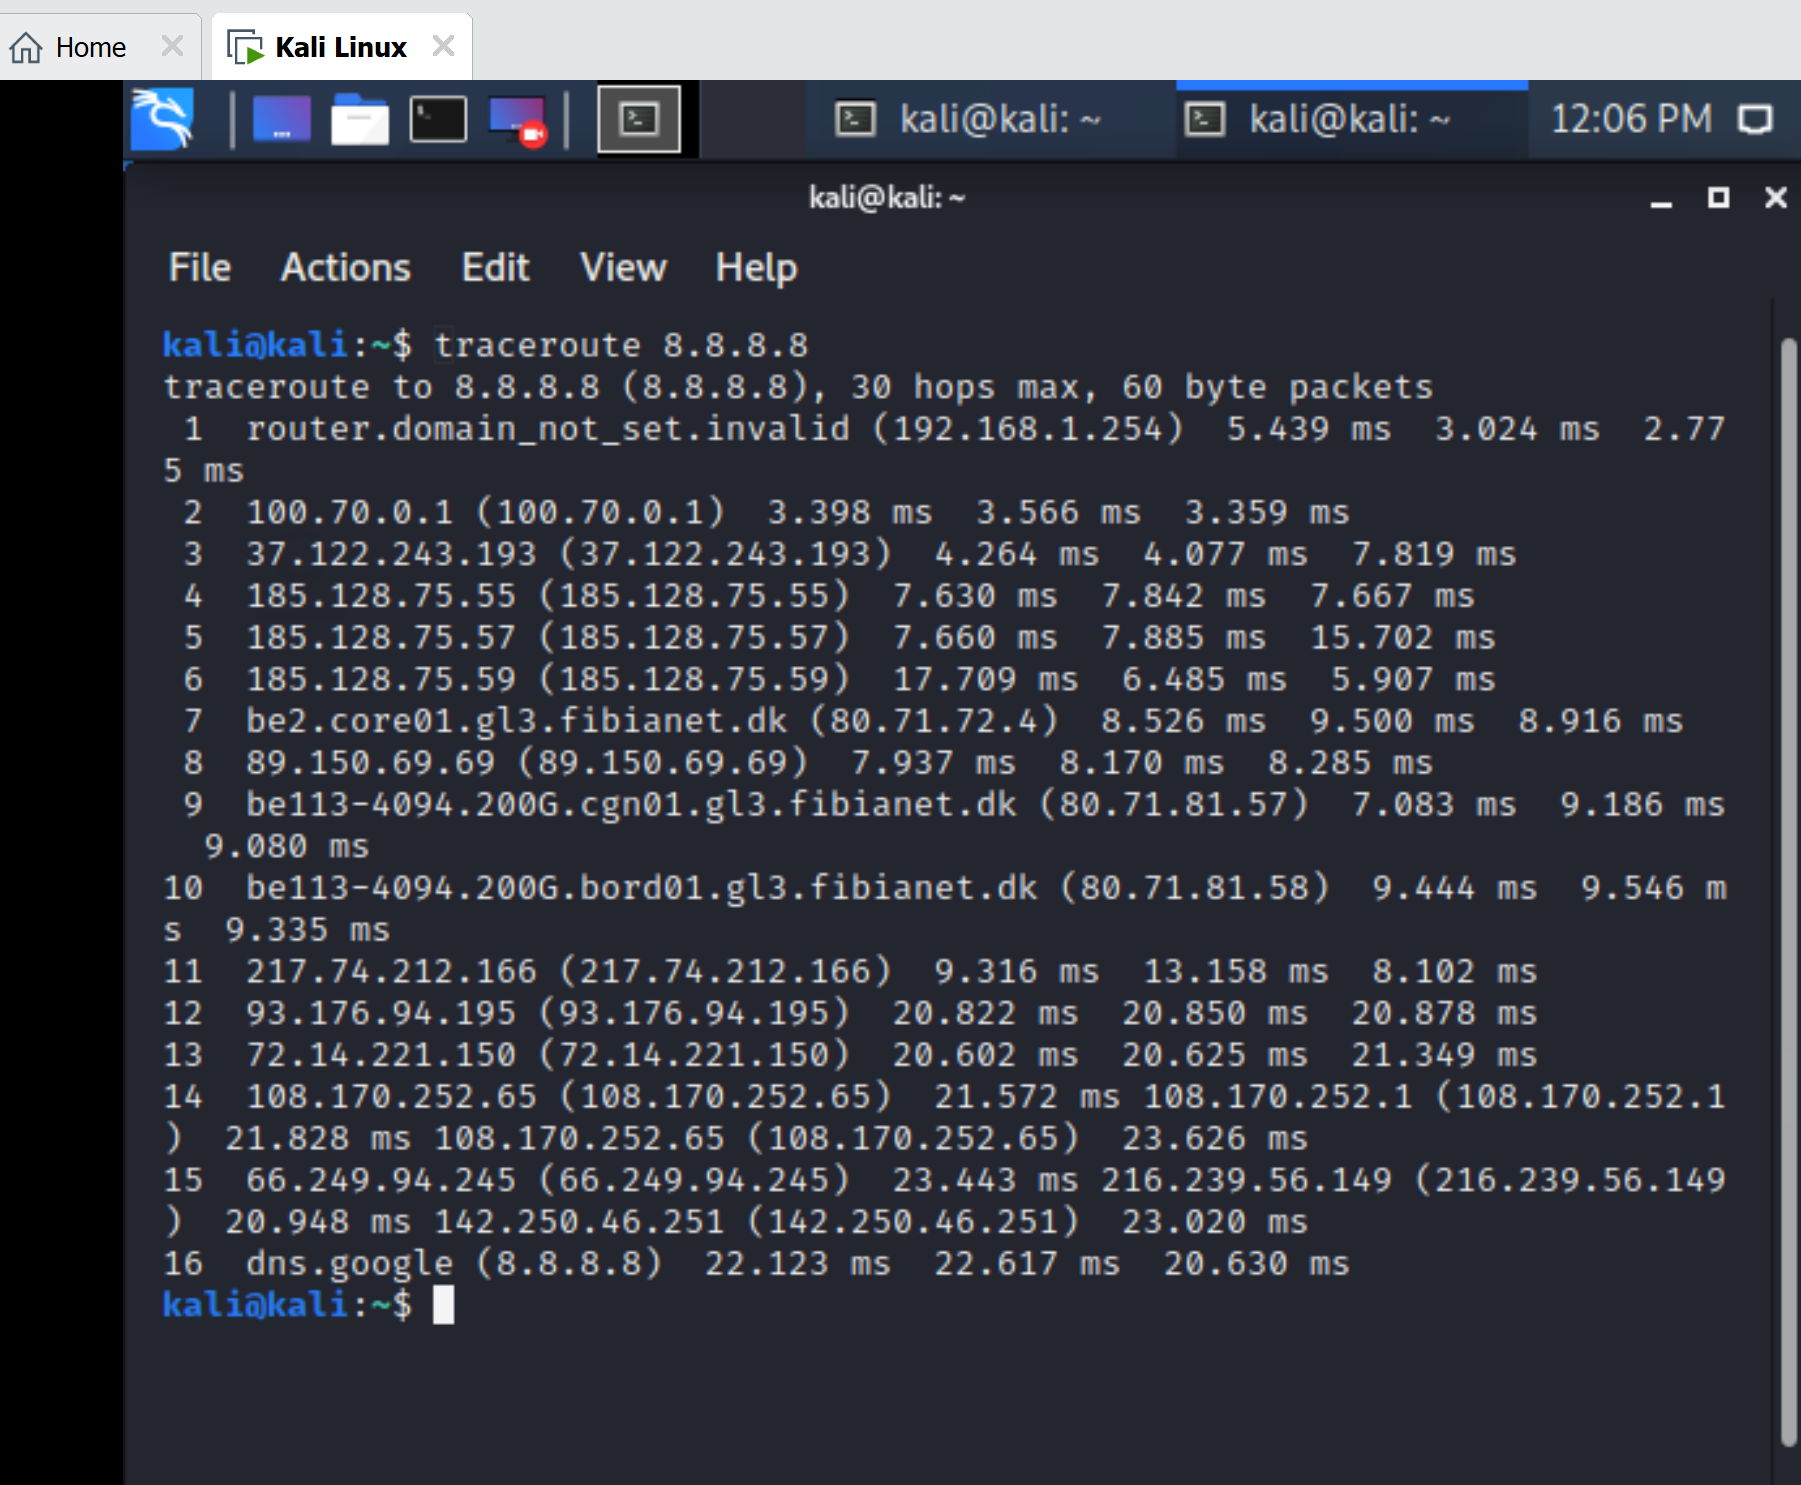 Home
Kali Linux
kali@kali: ~
kali@kali: ~
12:06 PM
kali@kali: ~
File Actions Edit View Help
kali@kali:~$ traceroute 8.8.8.8
traceroute to 8.8.8.8 (8.8.8.8), 30 hops max, 60 byte packets
 1  router.domain_not_set.invalid (192.168.1.254)  5.439 ms  3.024 ms  2.77
5 ms
 2  100.70.0.1 (100.70.0.1)  3.398 ms  3.566 ms  3.359 ms
 3  37.122.243.193 (37.122.243.193)  4.264 ms  4.077 ms  7.819 ms
 4  185.128.75.55 (185.128.75.55)  7.630 ms  7.842 ms  7.667 ms
 5  185.128.75.57 (185.128.75.57)  7.660 ms  7.885 ms  15.702 ms
 6  185.128.75.59 (185.128.75.59)  17.709 ms  6.485 ms  5.907 ms
 7  be2.core01.gl3.fibianet.dk (80.71.72.4)  8.526 ms  9.500 ms  8.916 ms
 8  89.150.69.69 (89.150.69.69)  7.937 ms  8.170 ms  8.285 ms
 9  be113-4094.200G.cgn01.gl3.fibianet.dk (80.71.81.57)  7.083 ms  9.186 ms
  9.080 ms
10  be113-4094.200G.bord01.gl3.fibianet.dk (80.71.81.58)  9.444 ms  9.546 m
s  9.335 ms
11  217.74.212.166 (217.74.212.166)  9.316 ms  13.158 ms  8.102 ms
12  93.176.94.195 (93.176.94.195)  20.822 ms  20.850 ms  20.878 ms
13  72.14.221.150 (72.14.221.150)  20.602 ms  20.625 ms  21.349 ms
14  108.170.252.65 (108.170.252.65)  21.572 ms 108.170.252.1 (108.170.252.1
)  21.828 ms 108.170.252.65 (108.170.252.65)  23.626 ms
15  66.249.94.245 (66.249.94.245)  23.443 ms 216.239.56.149 (216.239.56.149
)  20.948 ms 142.250.46.251 (142.250.46.251)  23.020 ms
16  dns.google (8.8.8.8)  22.123 ms  22.617 ms  20.630 ms
kali@kali:~$